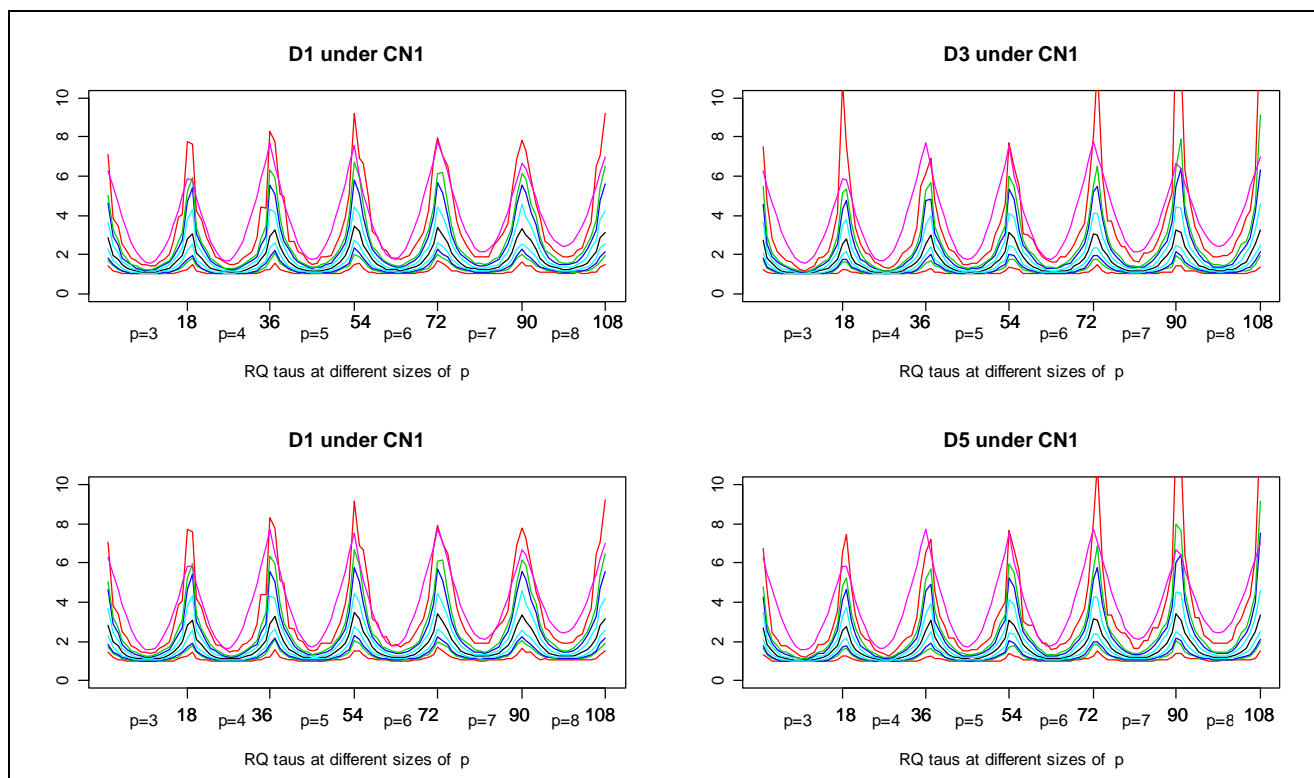 D1 under CN1
10
8
6
4
2
0
18 36 54 72 90 108
p=3 p=4 p=5 p=6 p=7 p=8
RQ taus at different sizes of p
D3 under CN1
10
8
6
4
2
0
18 36 54 72 90 108
p=3 p=4 p=5 p=6 p=7 p=8
RQ taus at different sizes of p
D1 under CN1
10
8
6
4
2
0
18 36 54 72 90 108
p=3 p=4 p=5 p=6 p=7 p=8
RQ taus at different sizes of p
D5 under CN1
10
8
6
4
2
0
18 36 54 72 90 108
p=3 p=4 p=5 p=6 p=7 p=8
RQ taus at different sizes of p